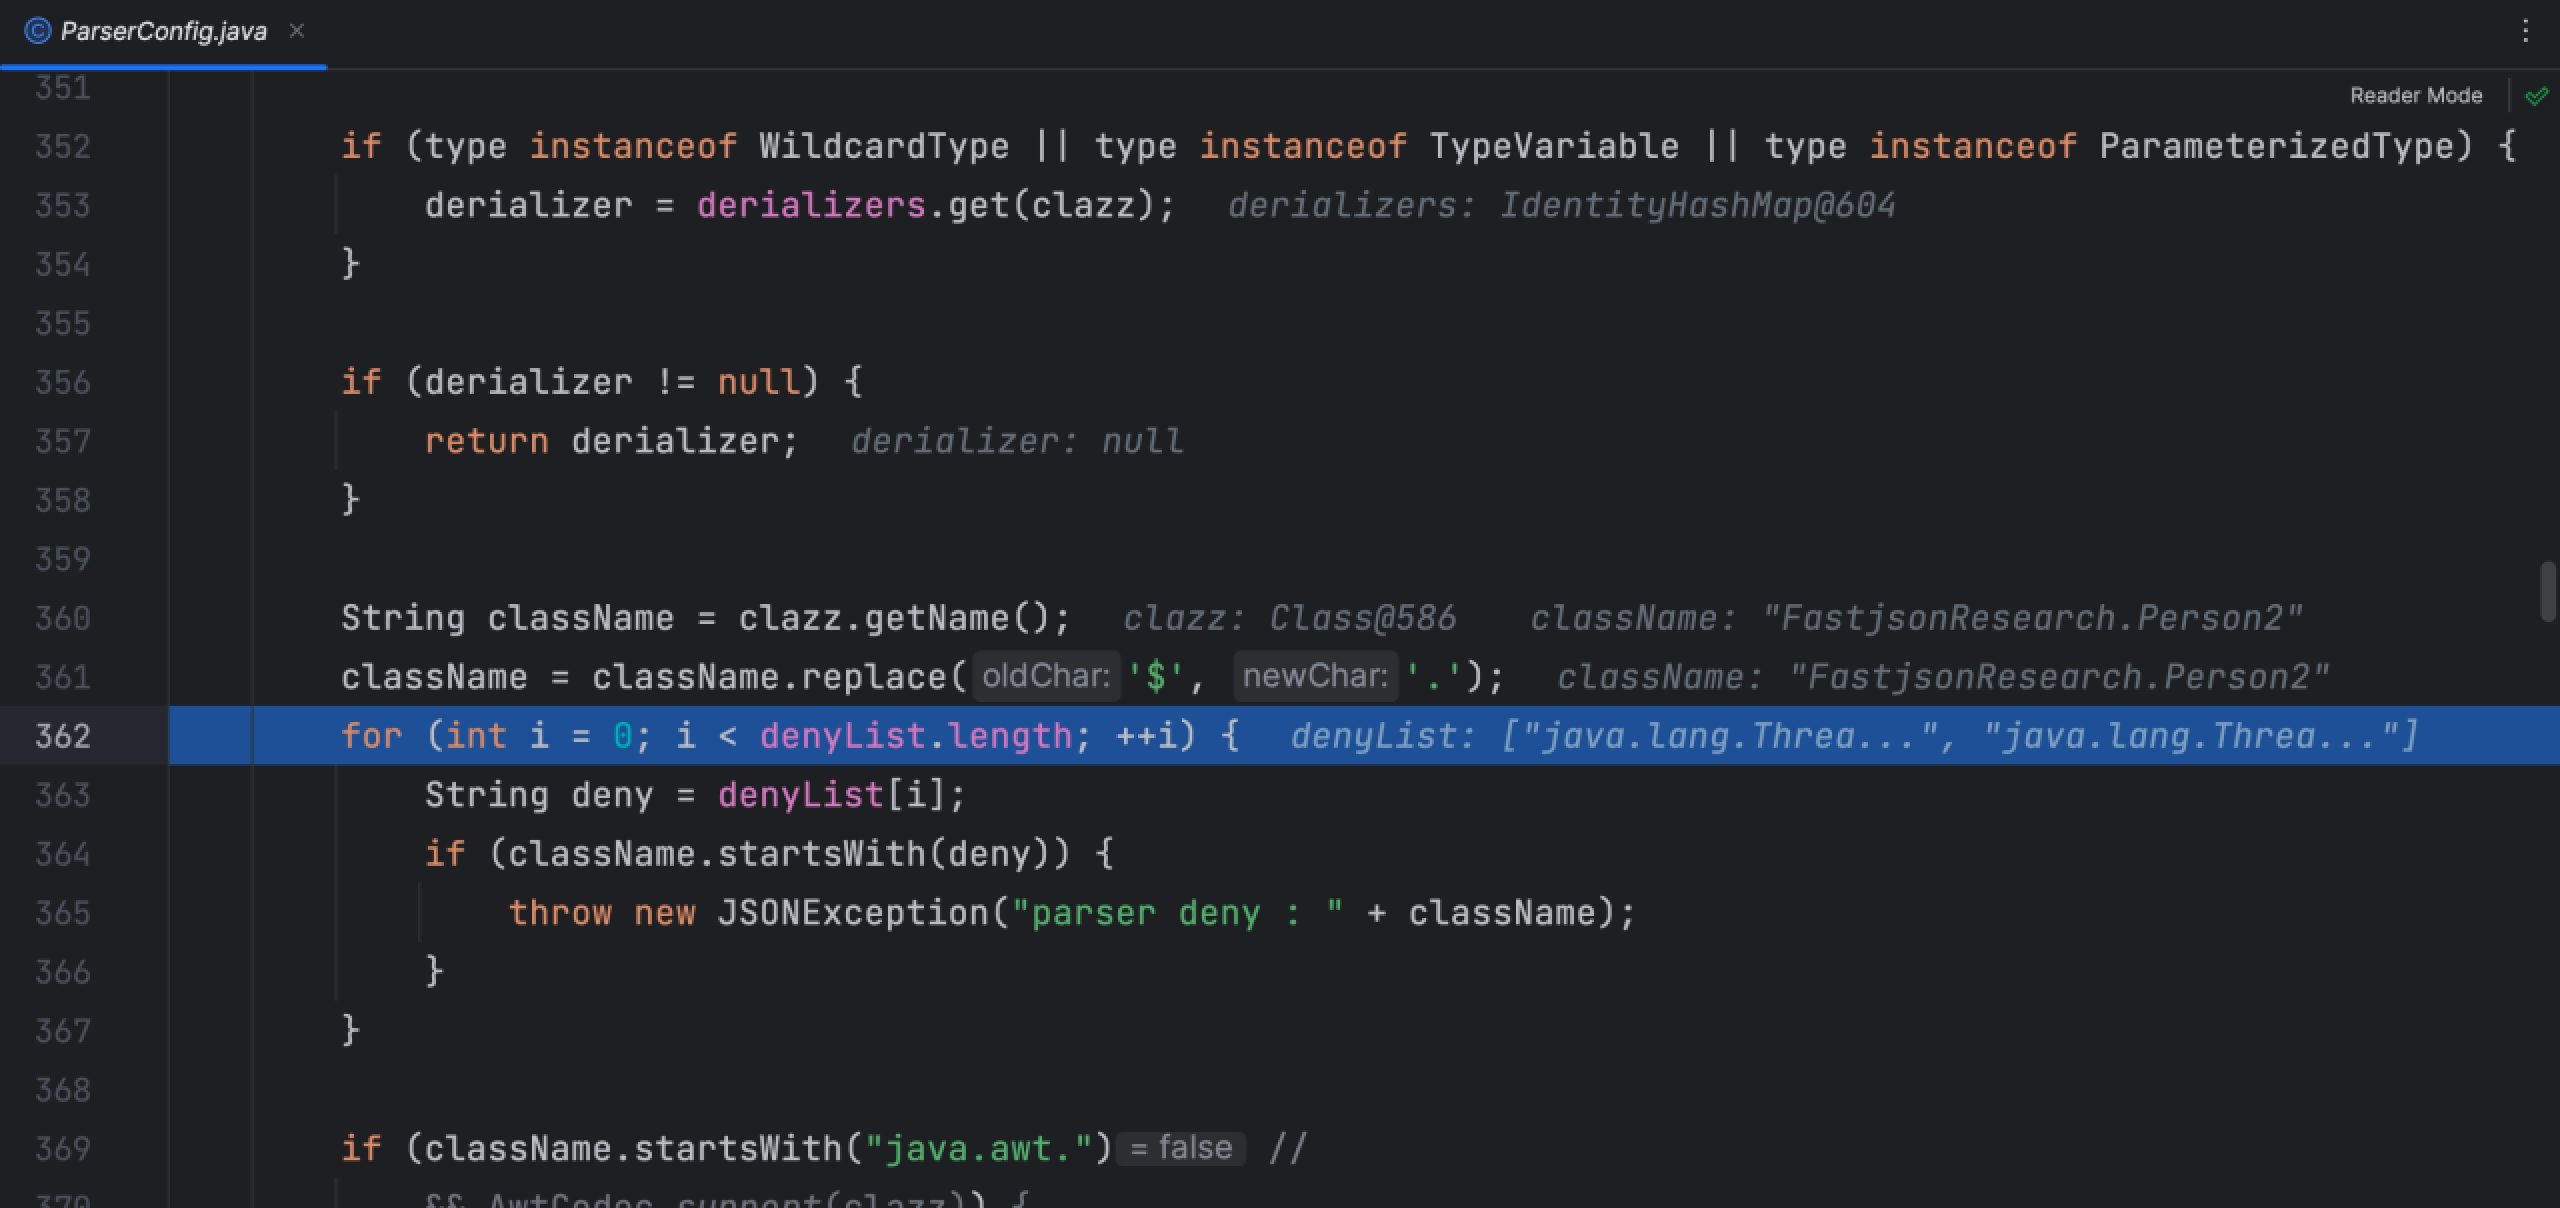 ParserConfig.java
Reader Mode
351
352 if (type instanceof WildcardType || type instanceof TypeVariable || type instanceof ParameterizedType) {
353 derializer = derializers.get(clazz); derializers: IdentityHashMap@604
354 }
355
356 if (derializer != null) {
357 return derializer; derializer: null
358 }
359
360 String className = clazz.getName(); clazz: Class@586 className: "FastjsonResearch.Person2"
361 className = className.replace( oldChar: '$', newChar: '.'); className: "FastjsonResearch.Person2"
362 for (int i = 0; i < denyList.length; ++i) { denyList: ["java.lang.Threa...", "java.lang.Threa..."]
363 String deny = denyList[i];
364 if (className.startsWith(deny)) {
365 throw new JSONException("parser deny : " + className);
366 }
367 }
368
369 if (className.startsWith("java.awt.") = false //
370 && AwtCodec.support(clazz)) {